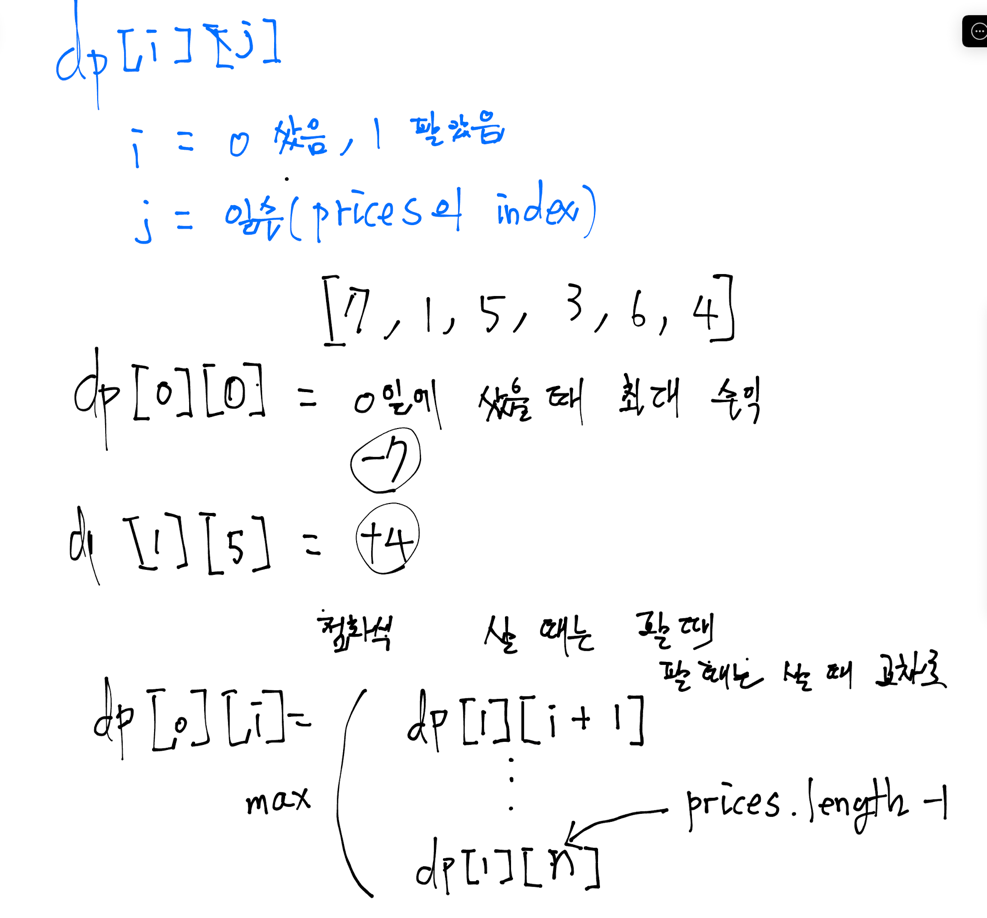 dp[i][j]
i = 0 샀음, 1 팔았음
j = 일수(prices의 index)
[7, 1, 5, 3, 6, 4]
dp[0][0] = 0일에 샀을 때 최대 수익
-7
dp [1][5] = +4
점화식 살 때는 팔 때
팔 때는 살 때 교차로
dp[0][i] = max ( dp[1][i+1]
⋮
dp[1][n] ← prices.length -1